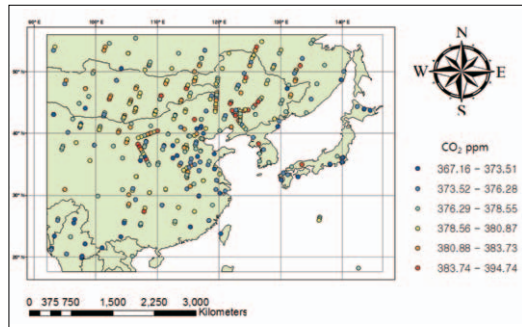 N
W E
S
CO₂ ppm
367.16 – 373.51
373.52 – 376.28
376.29 – 378.55
378.56 – 380.87
380.88 – 383.73
383.74 – 394.74
0 375 750 1,500 2,250 3,000
Kilometers